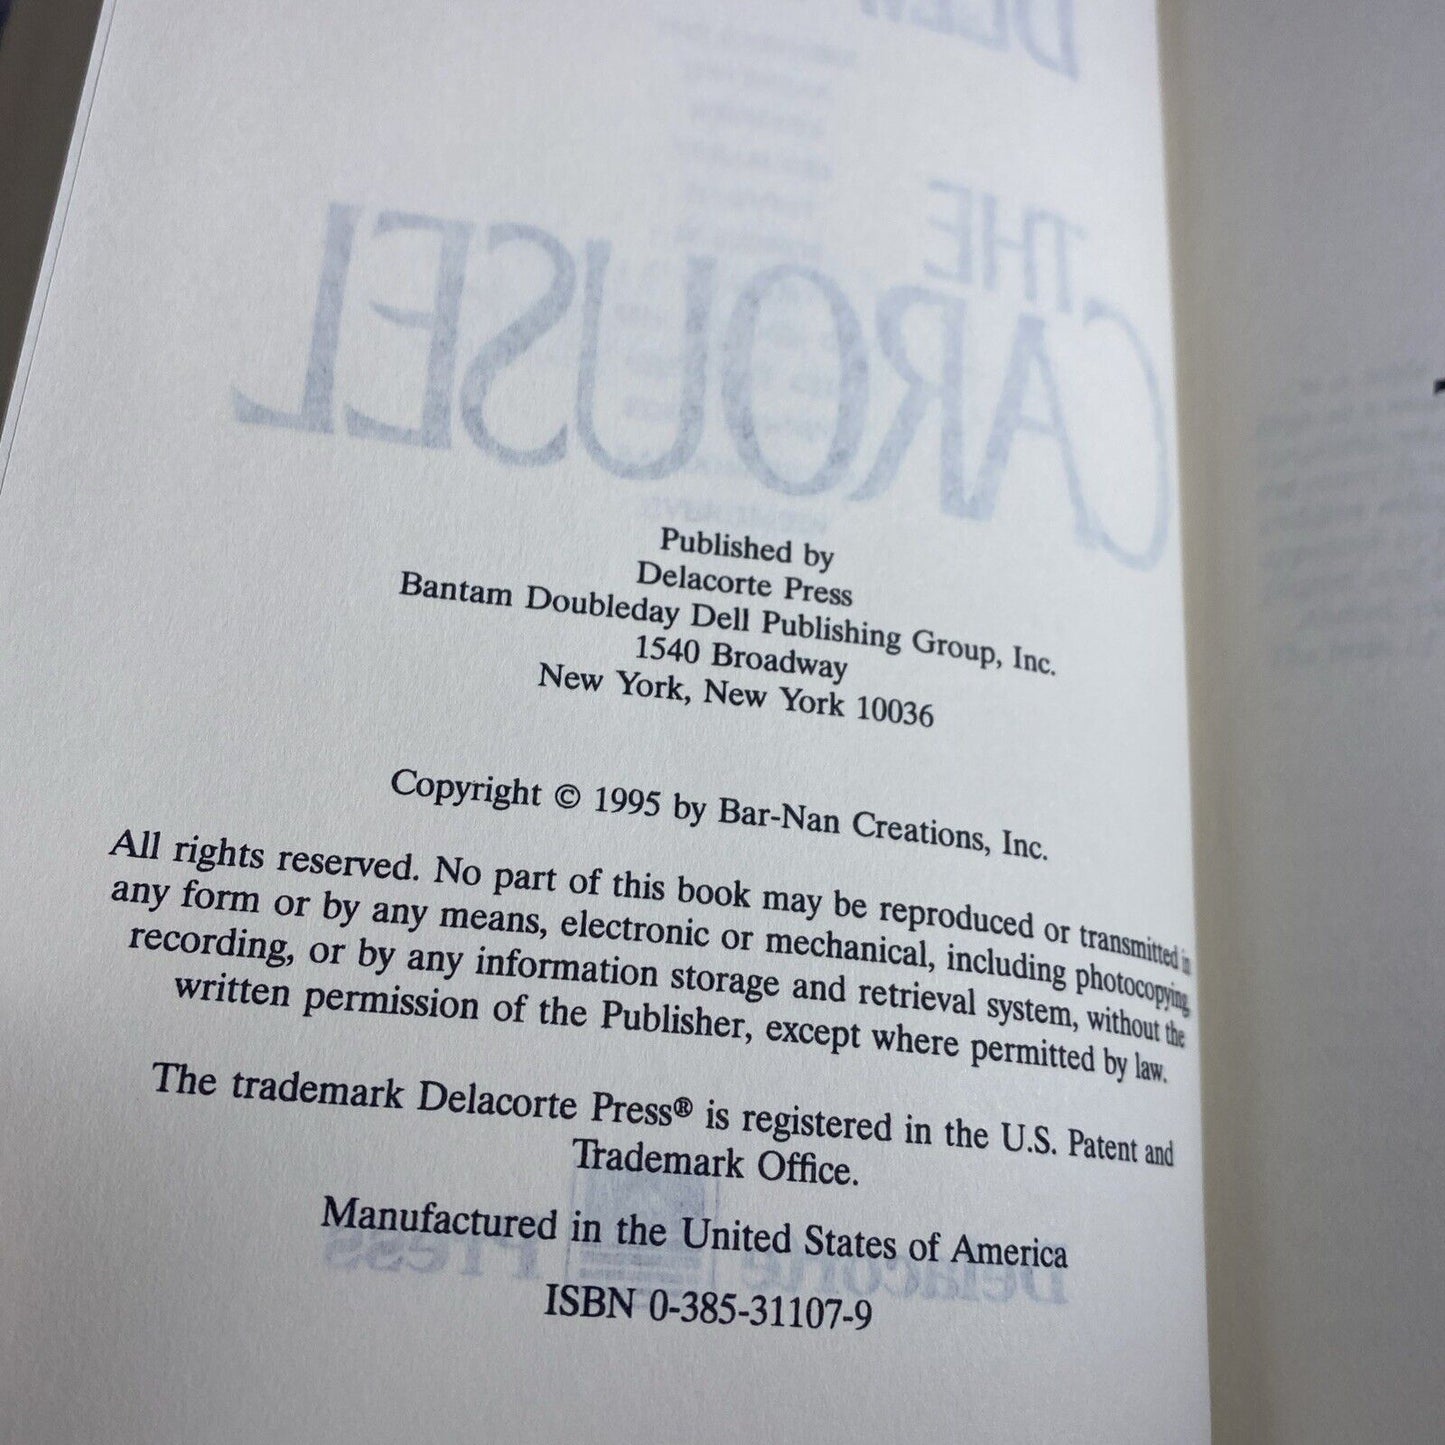 THE
CAROUSEL
Published by
Delacorte Press
Bantam Doubleday Dell Publishing Group, Inc.
1540 Broadway
New York, New York 10036
Copyright © 1995 by Bar-Nan Creations, Inc.
All rights reserved. No part of this book may be reproduced or transmitted in
any form or by any means, electronic or mechanical, including photocopying,
recording, or by any information storage and retrieval system, without the
written permission of the Publisher, except where permitted by law.
The trademark Delacorte Press® is registered in the U.S. Patent and
Trademark Office.
Manufactured in the United States of America
Delacorte Press
ISBN 0-385-31107-9